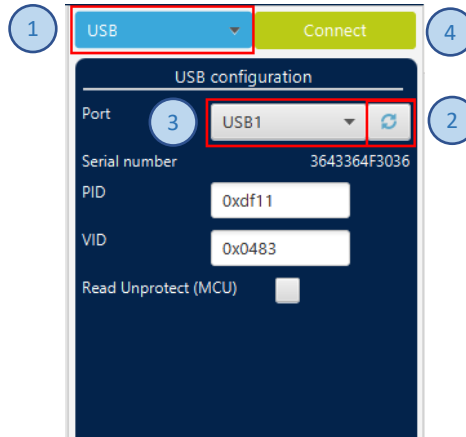 1 USB Connect 4
USB configuration
Port 3 USB1 2
Serial number 3643364F3036
PID 0xdf11
VID 0x0483
Read Unprotect (MCU)